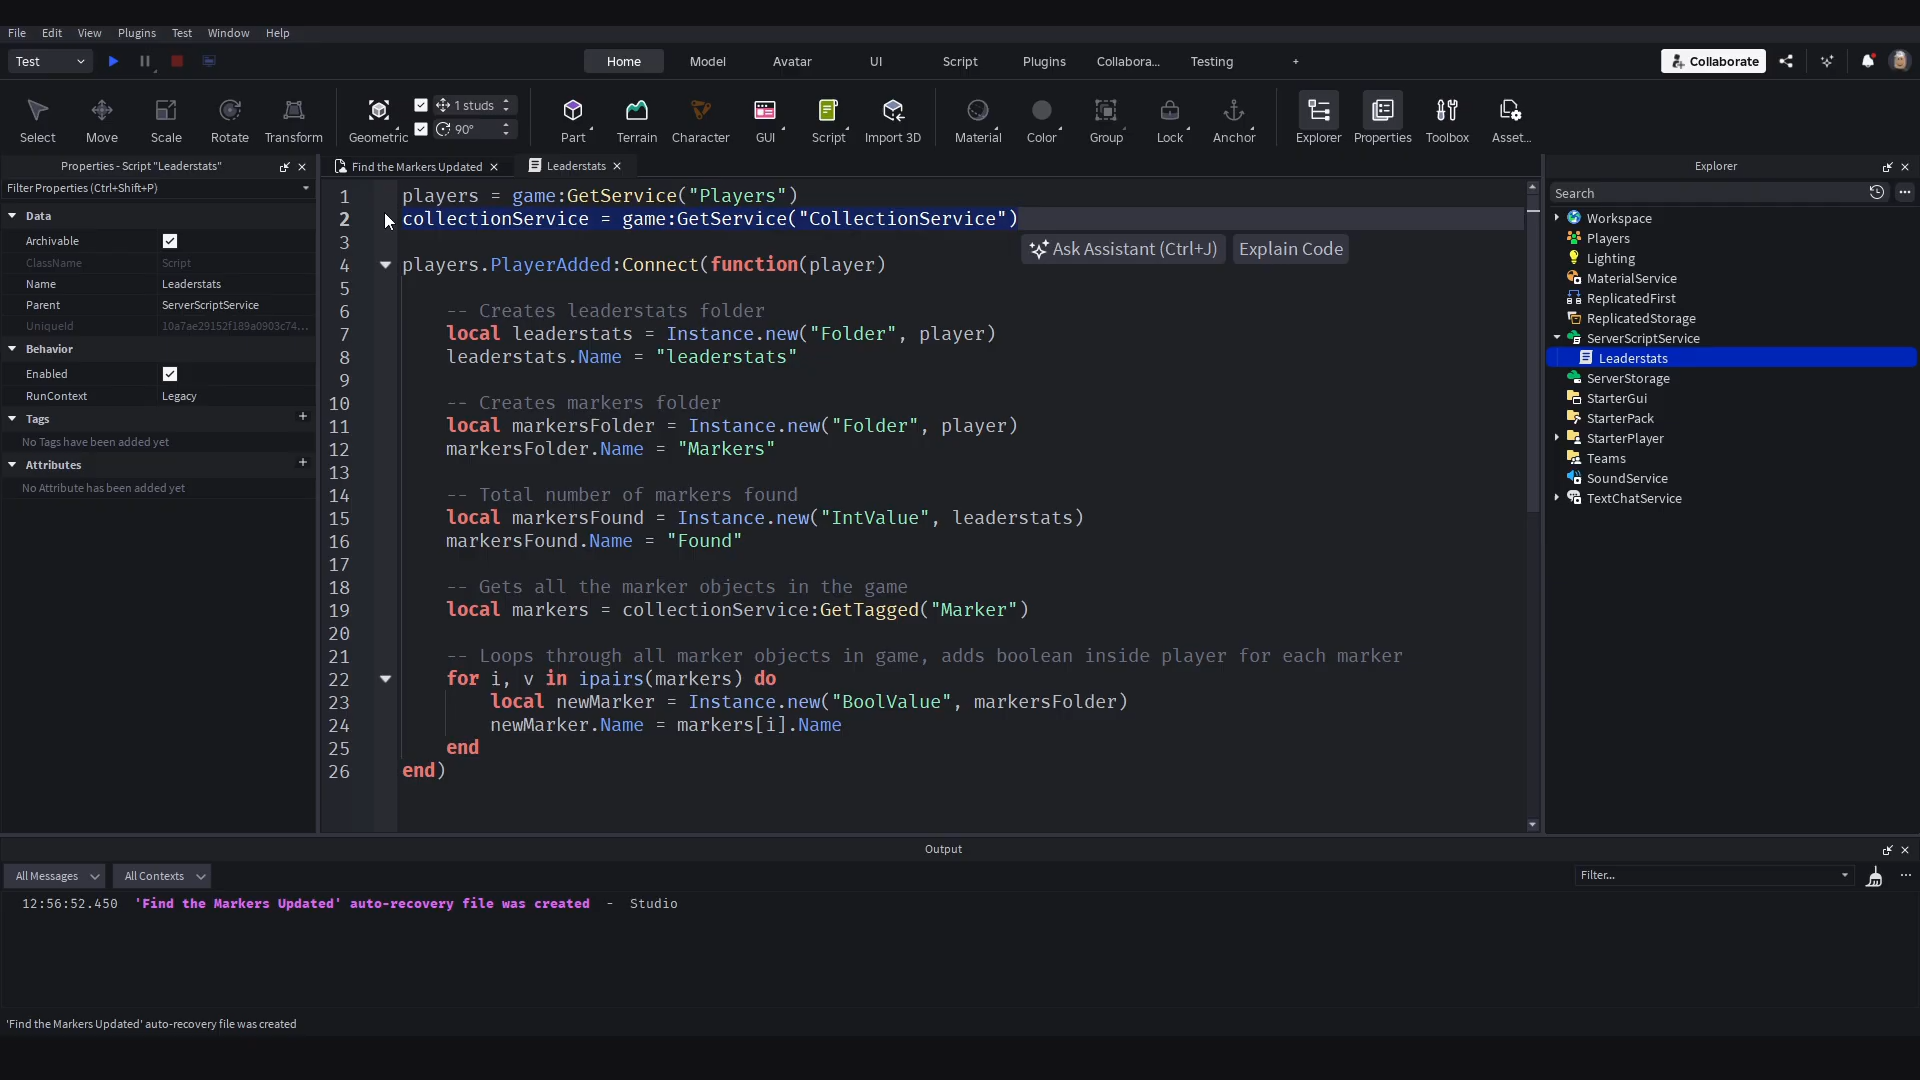 File Edit View Plugins Test Window Help
Test Home Model Avatar UI Script Plugins Collabora... Testing + Collaborate
1 studs
90°
Select Move Scale Rotate Transform Geometric Part Terrain Character GUI Script Import 3D Material Color Group Lock Anchor Explorer Properties Toolbox Asset...
Properties - Script "Leaderstats"
Filter Properties (Ctrl+Shift+P)
Data
Archivable
ClassName Script
Name Leaderstats
Parent ServerScriptService
UniqueId 10a7ae29152f189a0903c74...
Behavior
Enabled
RunContext Legacy
Tags +
No Tags have been added yet
Attributes +
No Attribute has been added yet
Find the Markers Updated Leaderstats
1 players = game:GetService("Players")
2 collectionService = game:GetService("CollectionService")
3
Ask Assistant (Ctrl+J) Explain Code
4 players.PlayerAdded:Connect(function(player)
5
6 -- Creates leaderstats folder
7 local leaderstats = Instance.new("Folder", player)
8 leaderstats.Name = "leaderstats"
9
10 -- Creates markers folder
11 local markersFolder = Instance.new("Folder", player)
12 markersFolder.Name = "Markers"
13
14 -- Total number of markers found
15 local markersFound = Instance.new("IntValue", leaderstats)
16 markersFound.Name = "Found"
17
18 -- Gets all the marker objects in the game
19 local markers = collectionService:GetTagged("Marker")
20
21 -- Loops through all marker objects in game, adds boolean inside player for each marker
22 for i, v in ipairs(markers) do
23 local newMarker = Instance.new("BoolValue", markersFolder)
24 newMarker.Name = markers[i].Name
25 end
26 end)
Explorer
Search
Workspace
Players
Lighting
MaterialService
ReplicatedFirst
ReplicatedStorage
ServerScriptService
Leaderstats
ServerStorage
StarterGui
StarterPack
StarterPlayer
Teams
SoundService
TextChatService
Output
All Messages All Contexts Filter...
12:56:52.450 'Find the Markers Updated' auto-recovery file was created - Studio
'Find the Markers Updated' auto-recovery file was created